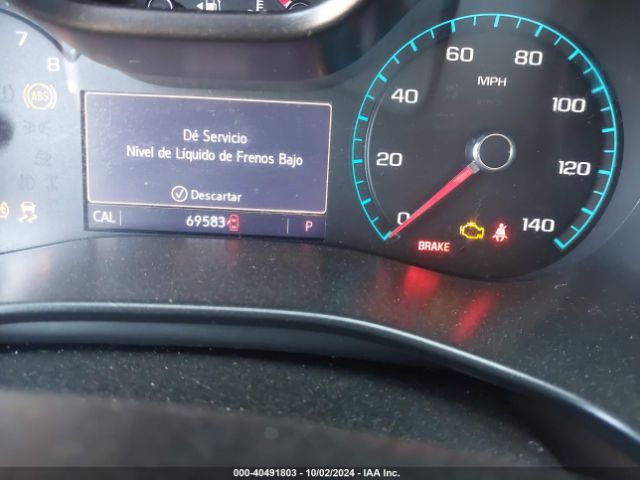 7
8
ABS
Dé Servicio
Nivel de Líquido de Frenos Bajo
Descartar
CAL
69583
P
0
20
40
60
80
100
120
140
MPH
BRAKE
000-40491803 - 10/02/2024 - IAA Inc.